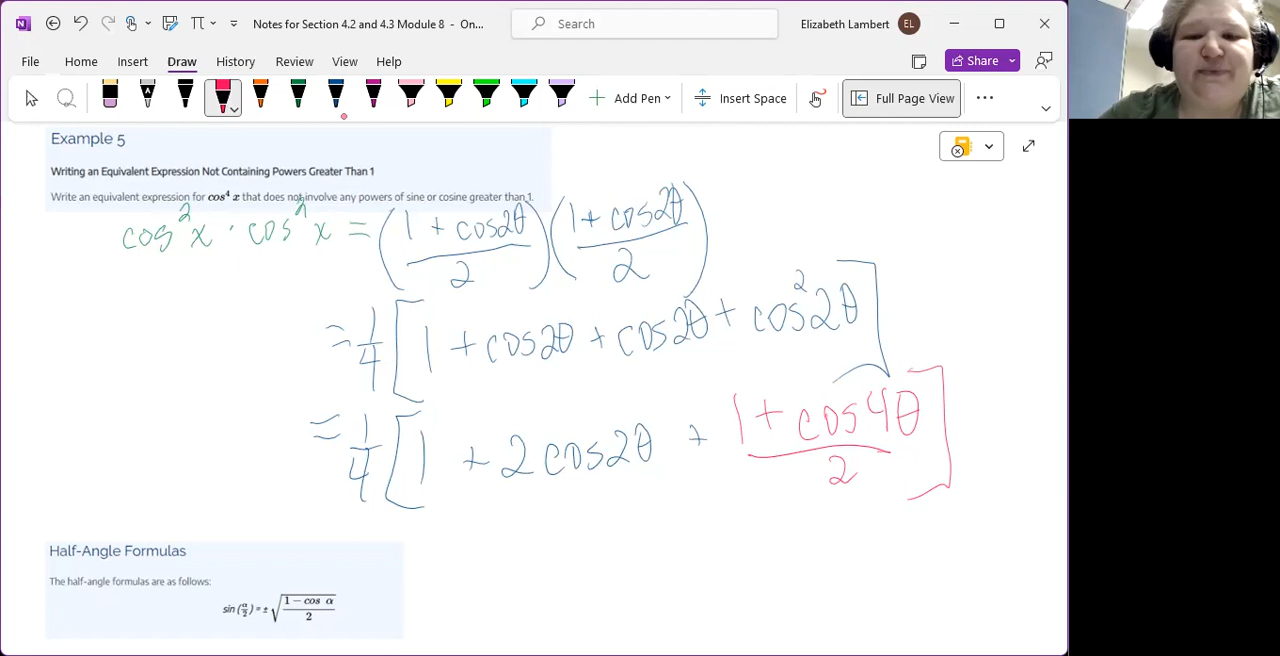 Notes for Section 4.2 and 4.3 Module 8 - On...
Search
Elizabeth Lambert EL
File Home Insert Draw History Review View Help Share
Add Pen Insert Space Full Page View
Example 5
Writing an Equivalent Expression Not Containing Powers Greater Than 1
Write an equivalent expression for cos⁴ x that does not involve any powers of sine or cosine greater than 1.
cos² x · cos² x = ((1 + cos2θ)/2)((1 + cos2θ)/2)
= 1/4 [1 + cos2θ + cos2θ + cos² 2θ]
= 1/4 [1 + 2 cos2θ + (1 + cos4θ)/2]
Half-Angle Formulas
The half-angle formulas are as follows:
sin (α/2) = ± √((1 − cos α)/2)